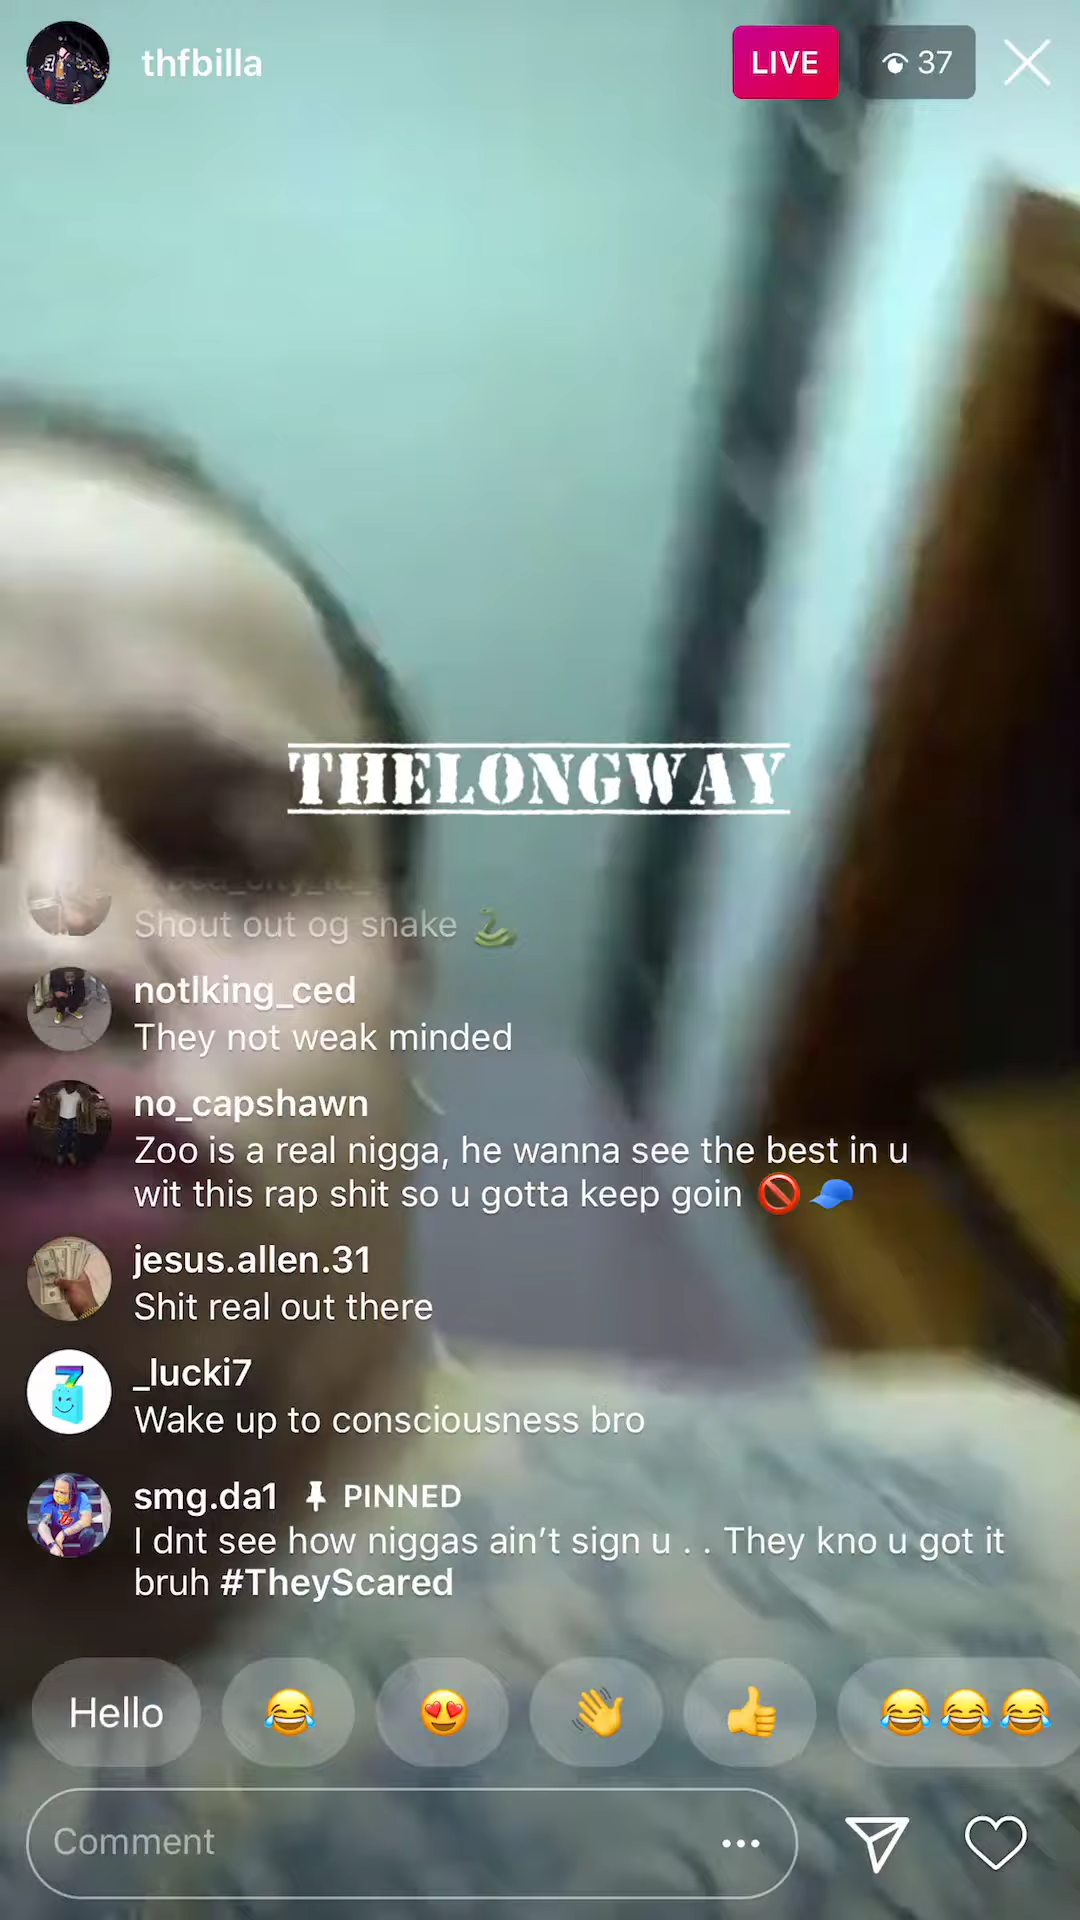 thfbilla
LIVE
37
THELONGWAY
Shout out og snake 🐍
notlking_ced
They not weak minded
no_capshawn
Zoo is a real nigga, he wanna see the best in u
wit this rap shit so u gotta keep goin 🚫 🧢
jesus.allen.31
Shit real out there
_lucki7
Wake up to consciousness bro
smg.da1 PINNED
I dnt see how niggas ain’t sign u . . They kno u got it
bruh #TheyScared
Hello 😂 😍 👋 👍 😂 😂 😂
Comment